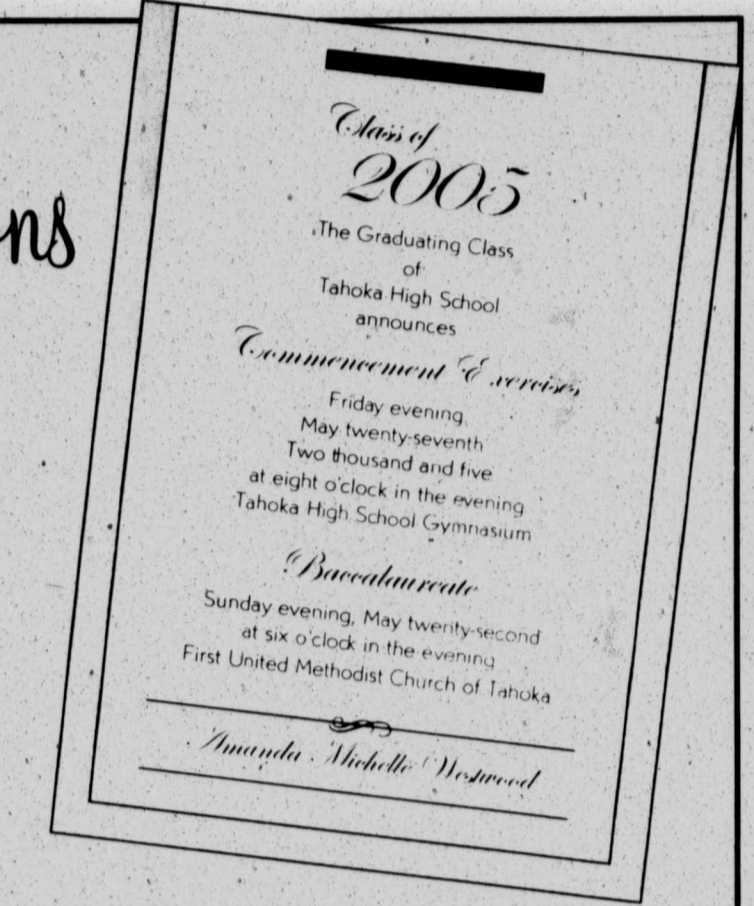 ns
Class of
2005
The Graduating Class
of
Tahoka High School
announces
Commencement Exercises
Friday evening,
May twenty-seventh
Two thousand and five
at eight o'clock in the evening
Tahoka High School Gymnasium
Baccalaureate
Sunday evening, May twenty-second
at six o'clock in the evening
First United Methodist Church of Tahoka
Amanda Michelle Westwood